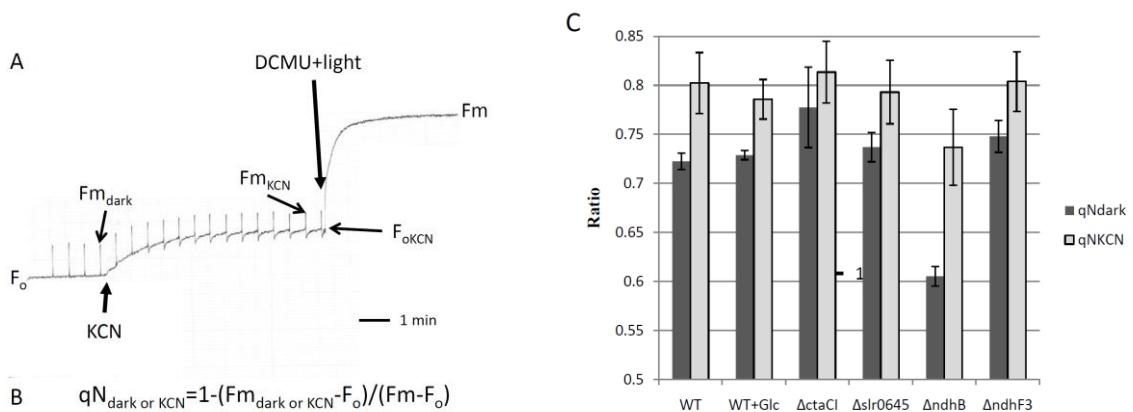 A
DCMU+light
Fm
Fm_KCN
Fm_dark
F_oKCN
F_o
KCN
1 min
B qN_dark or KCN=1-(Fm_dark or KCN-F_o)/(Fm-F_o)
C
Ratio
0.85
0.8
0.75
0.7
0.65
0.6
0.55
0.5
1
qNdark
qNKCN
WT
WT+Glc
ΔctaCI
Δslr0645
ΔndhB
ΔndhF3